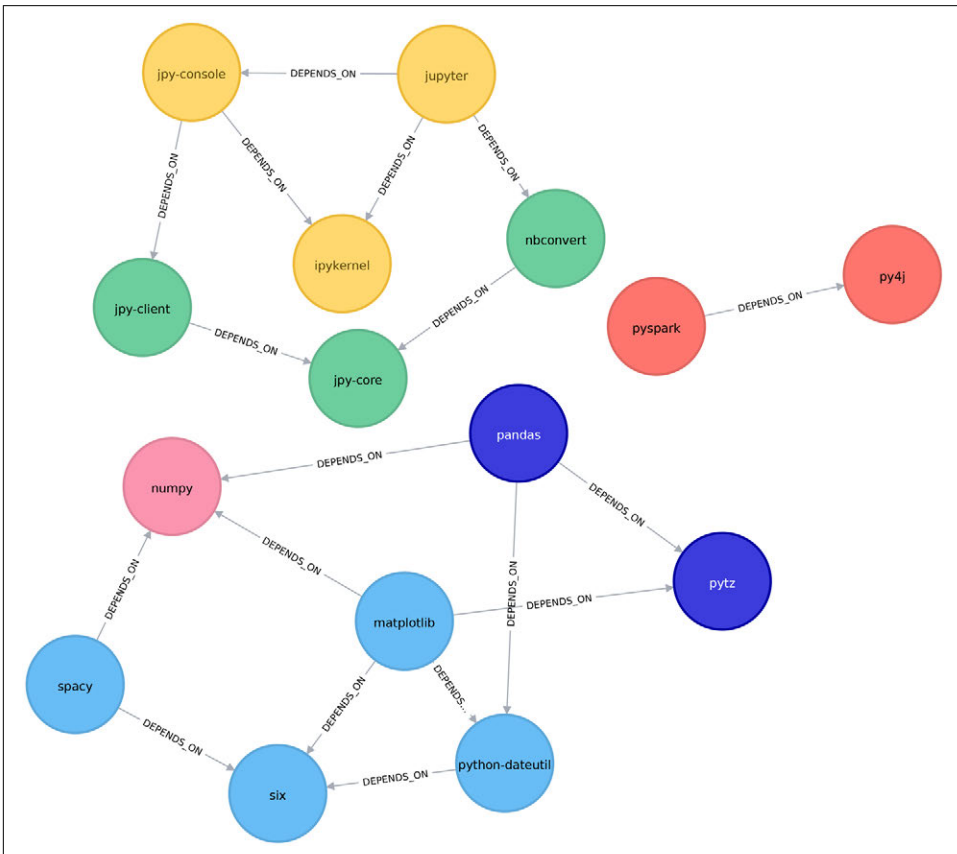 jpy-console
DEPENDS_ON
jupyter
DEPENDS_ON
DEPENDS_ON
DEPENDS_ON
DEPENDS_ON
nbconvert
ipykernel
py4j
jpy-client
DEPENDS_ON
DEPENDS_ON
pyspark
DEPENDS_ON
jpy-core
pandas
DEPENDS_ON
numpy
DEPENDS_ON
DEPENDS_ON
DEPENDS_ON
DEPENDS_ON
pytz
DEPENDS_ON
DEPENDS_ON
matplotlib
spacy
DEPENDS_ON
DEPENDS...
DEPENDS_ON
python-dateutil
DEPENDS_ON
six